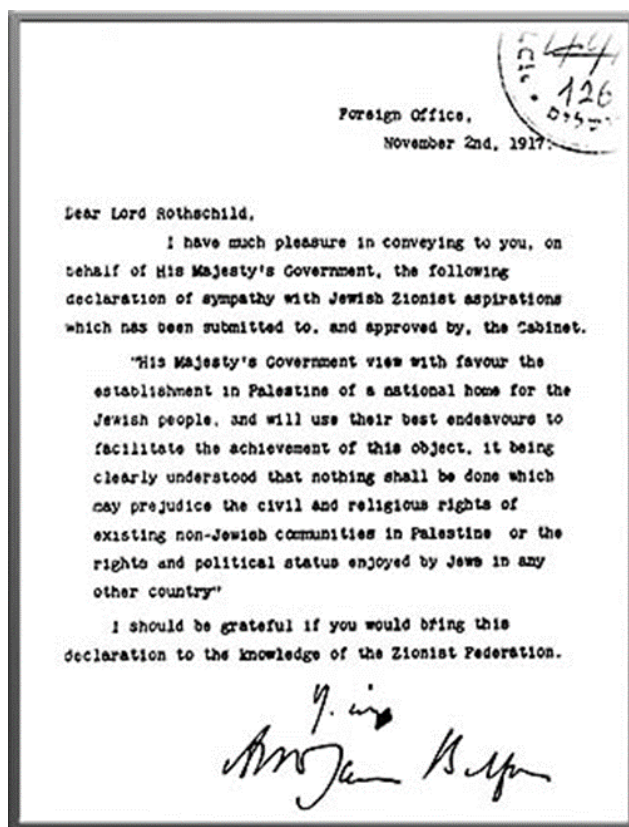 126
Foreign Office,
November 2nd, 1917.
Dear Lord Rothschild,
I have much pleasure in conveying to you, on
behalf of His Majesty's Government, the following
declaration of sympathy with Jewish Zionist aspirations
which has been submitted to, and approved by, the Cabinet.
"His Majesty's Government view with favour the
establishment in Palestine of a national home for the
Jewish people, and will use their best endeavours to
facilitate the achievement of this object, it being
clearly understood that nothing shall be done which
may prejudice the civil and religious rights of
existing non-Jewish communities in Palestine or the
rights and political status enjoyed by Jews in any
other country"
I should be grateful if you would bring this
declaration to the knowledge of the Zionist Federation.
Arthur James Balfour